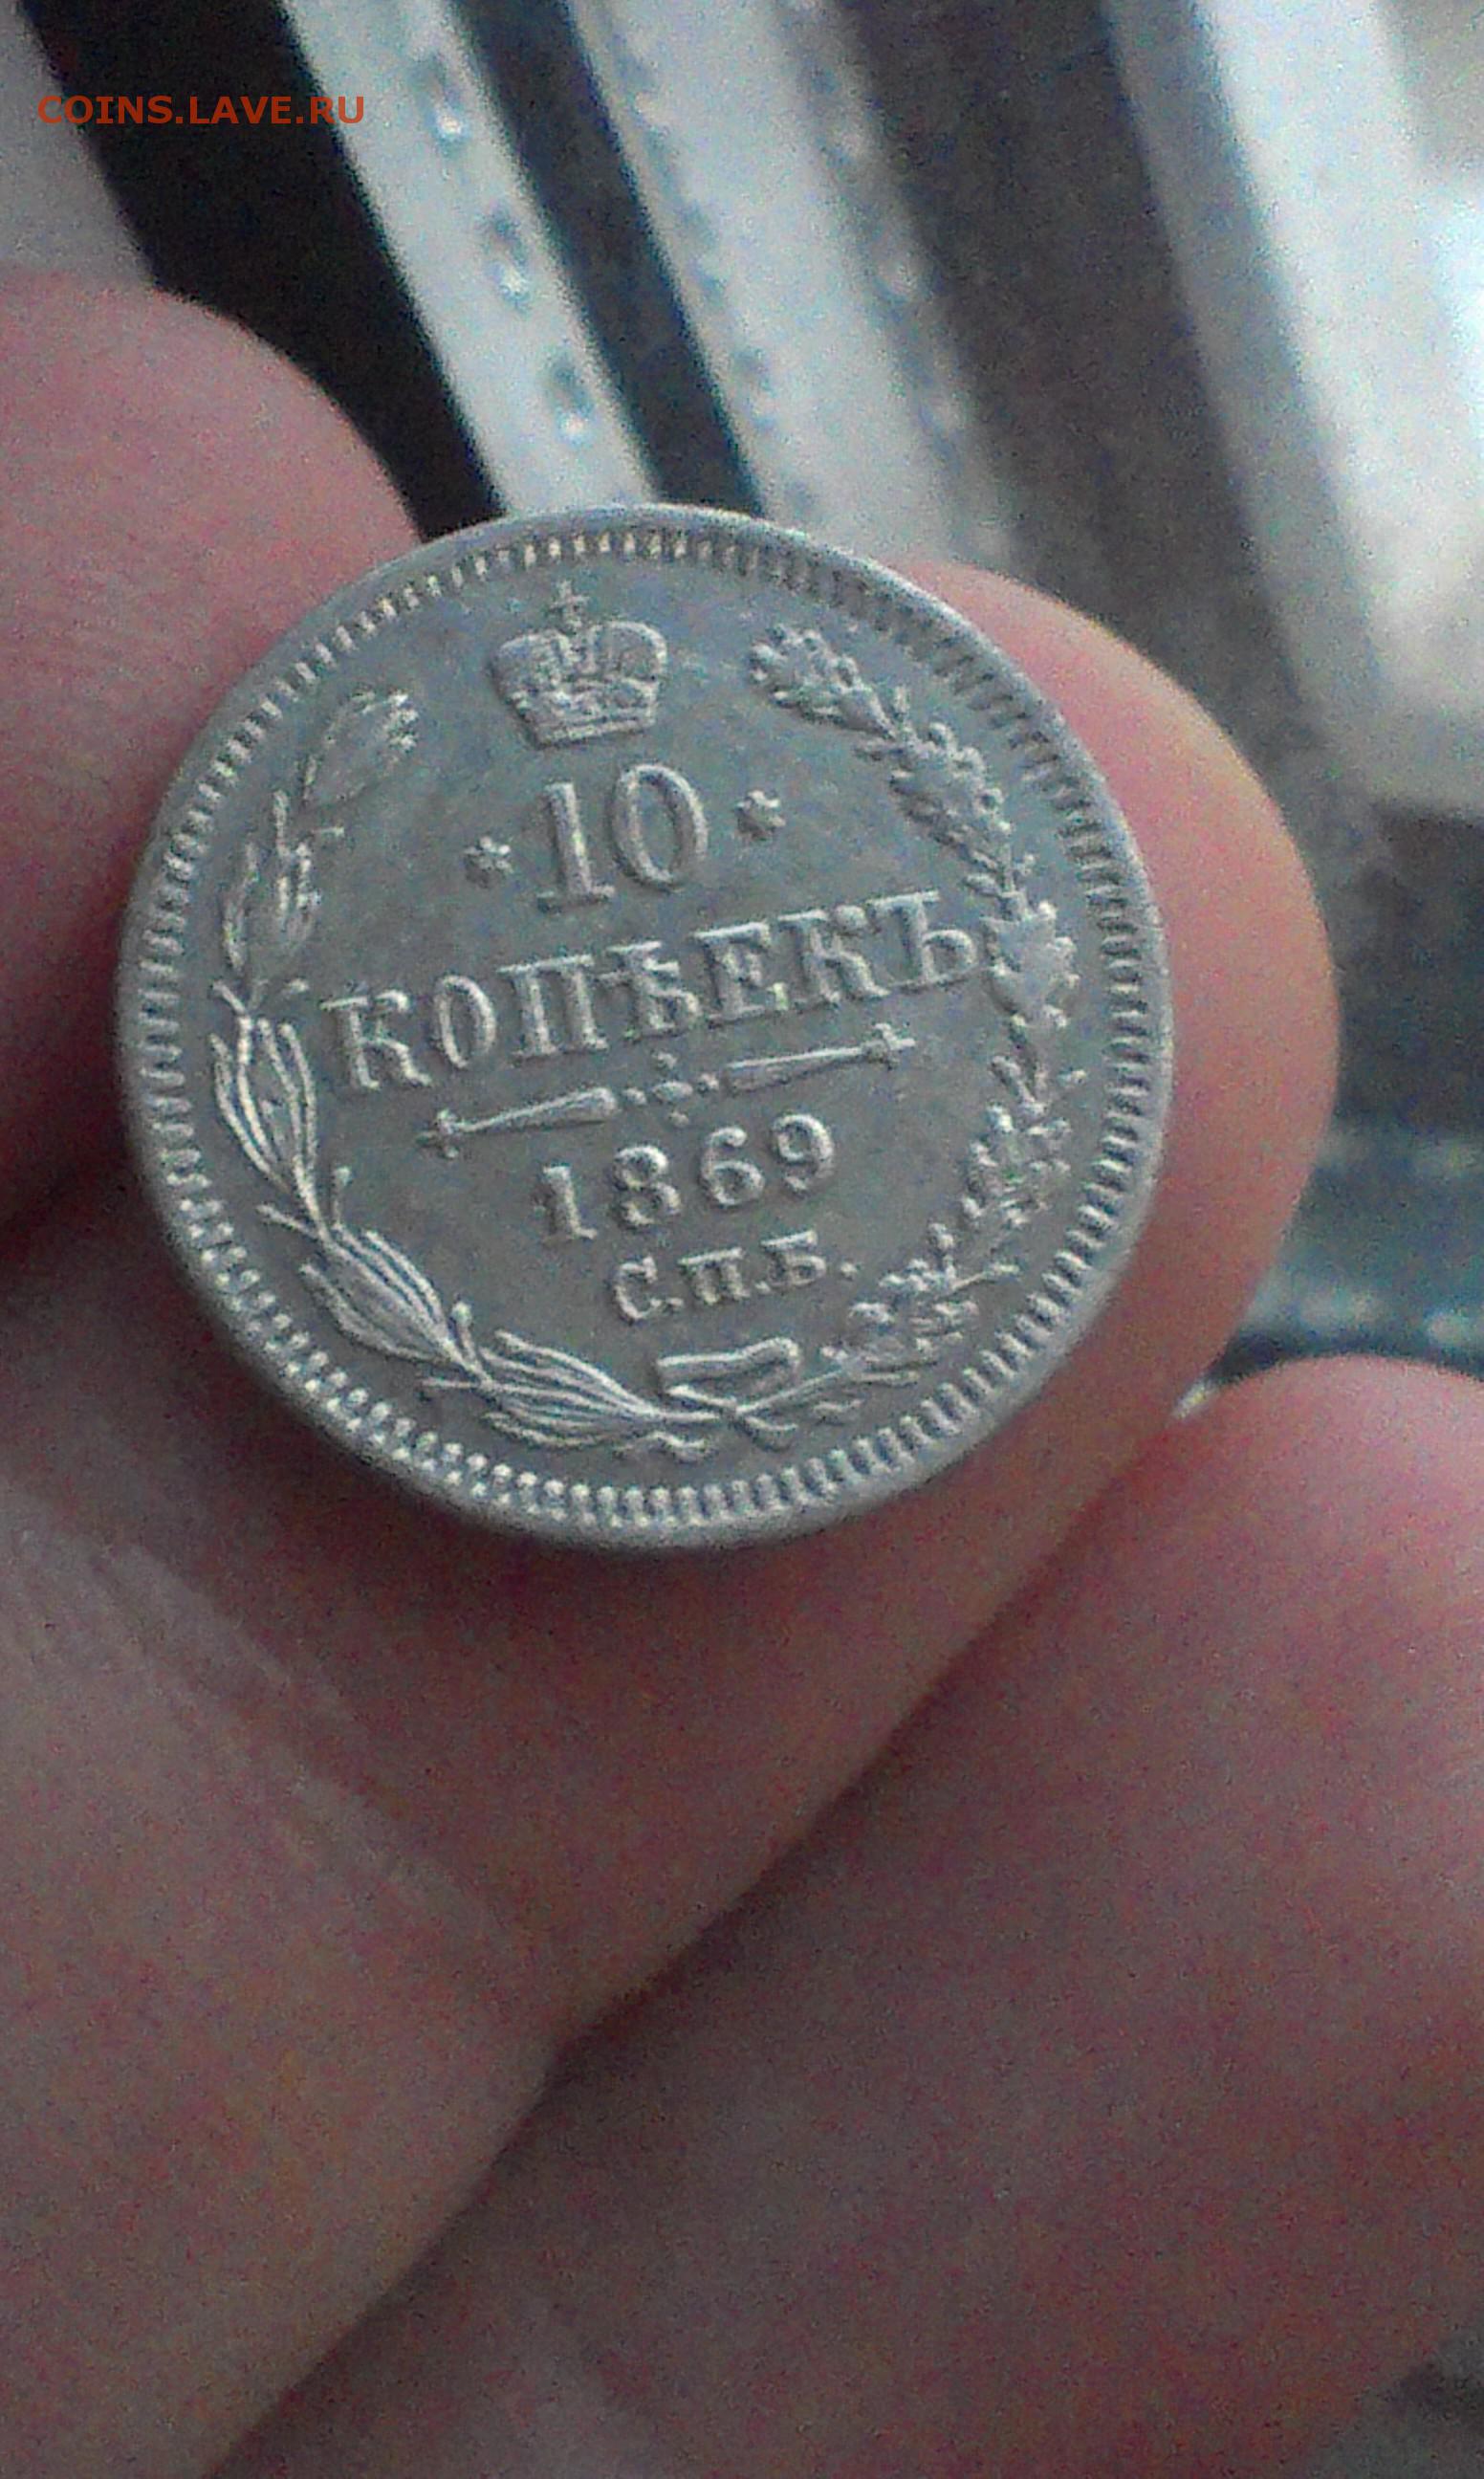 COINS.LAVE.RU
*10*
КОПѢЕКЪ
1869
С.П.Б.